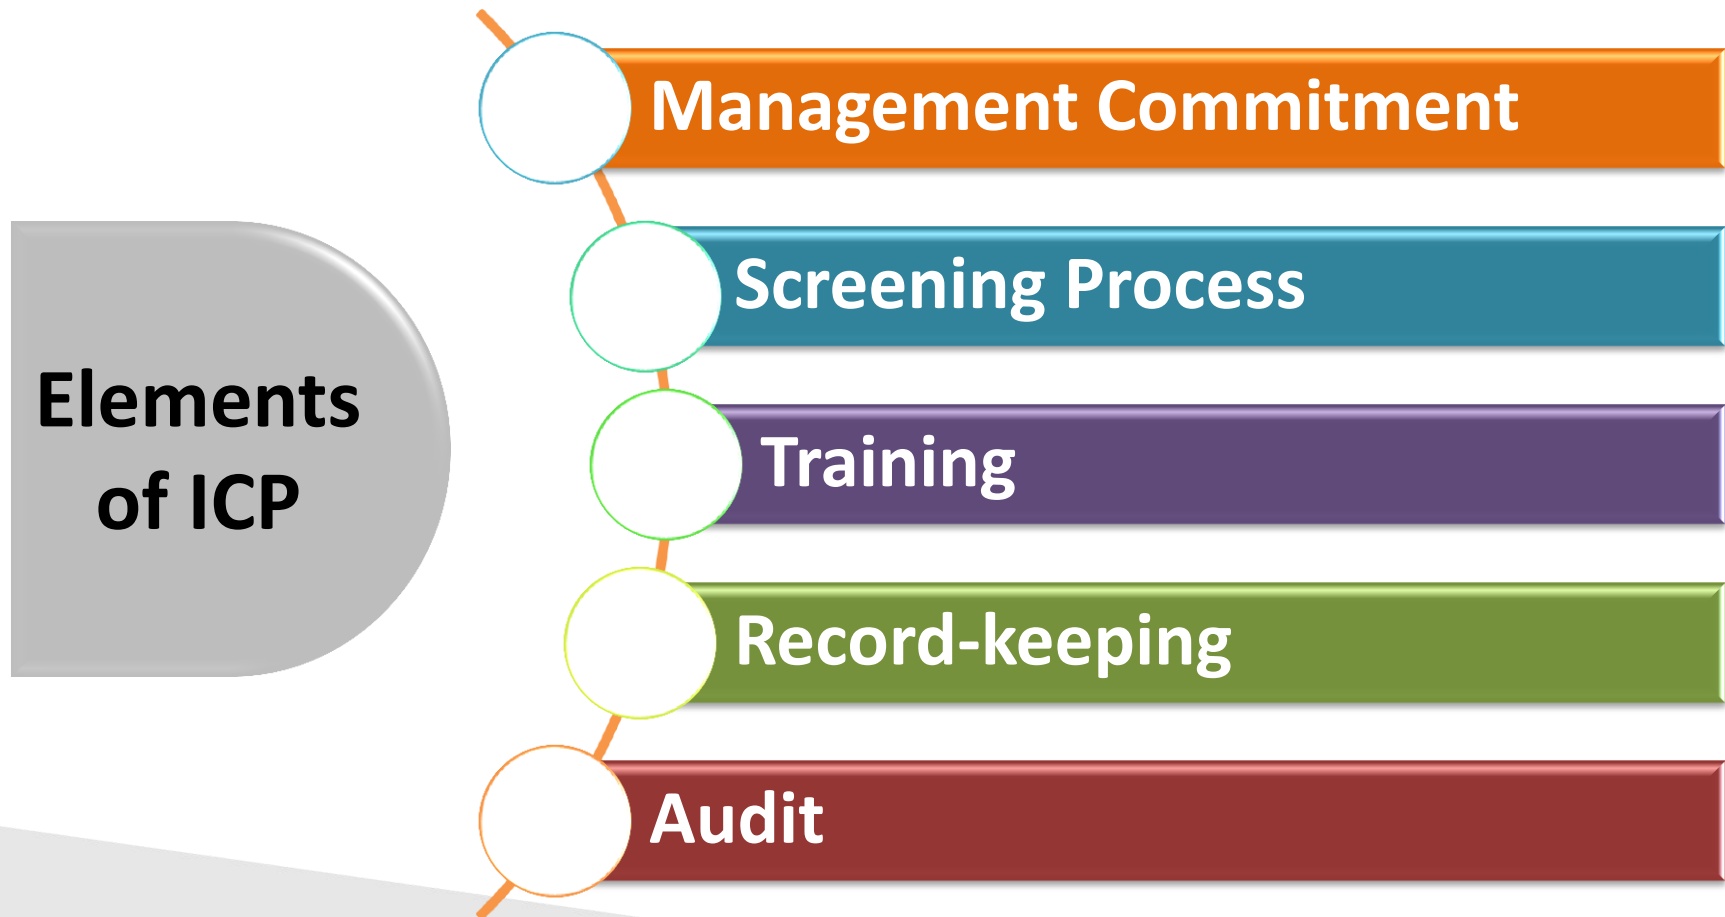 Elements
of ICP
Management Commitment
Screening Process
Training
Record-keeping
Audit